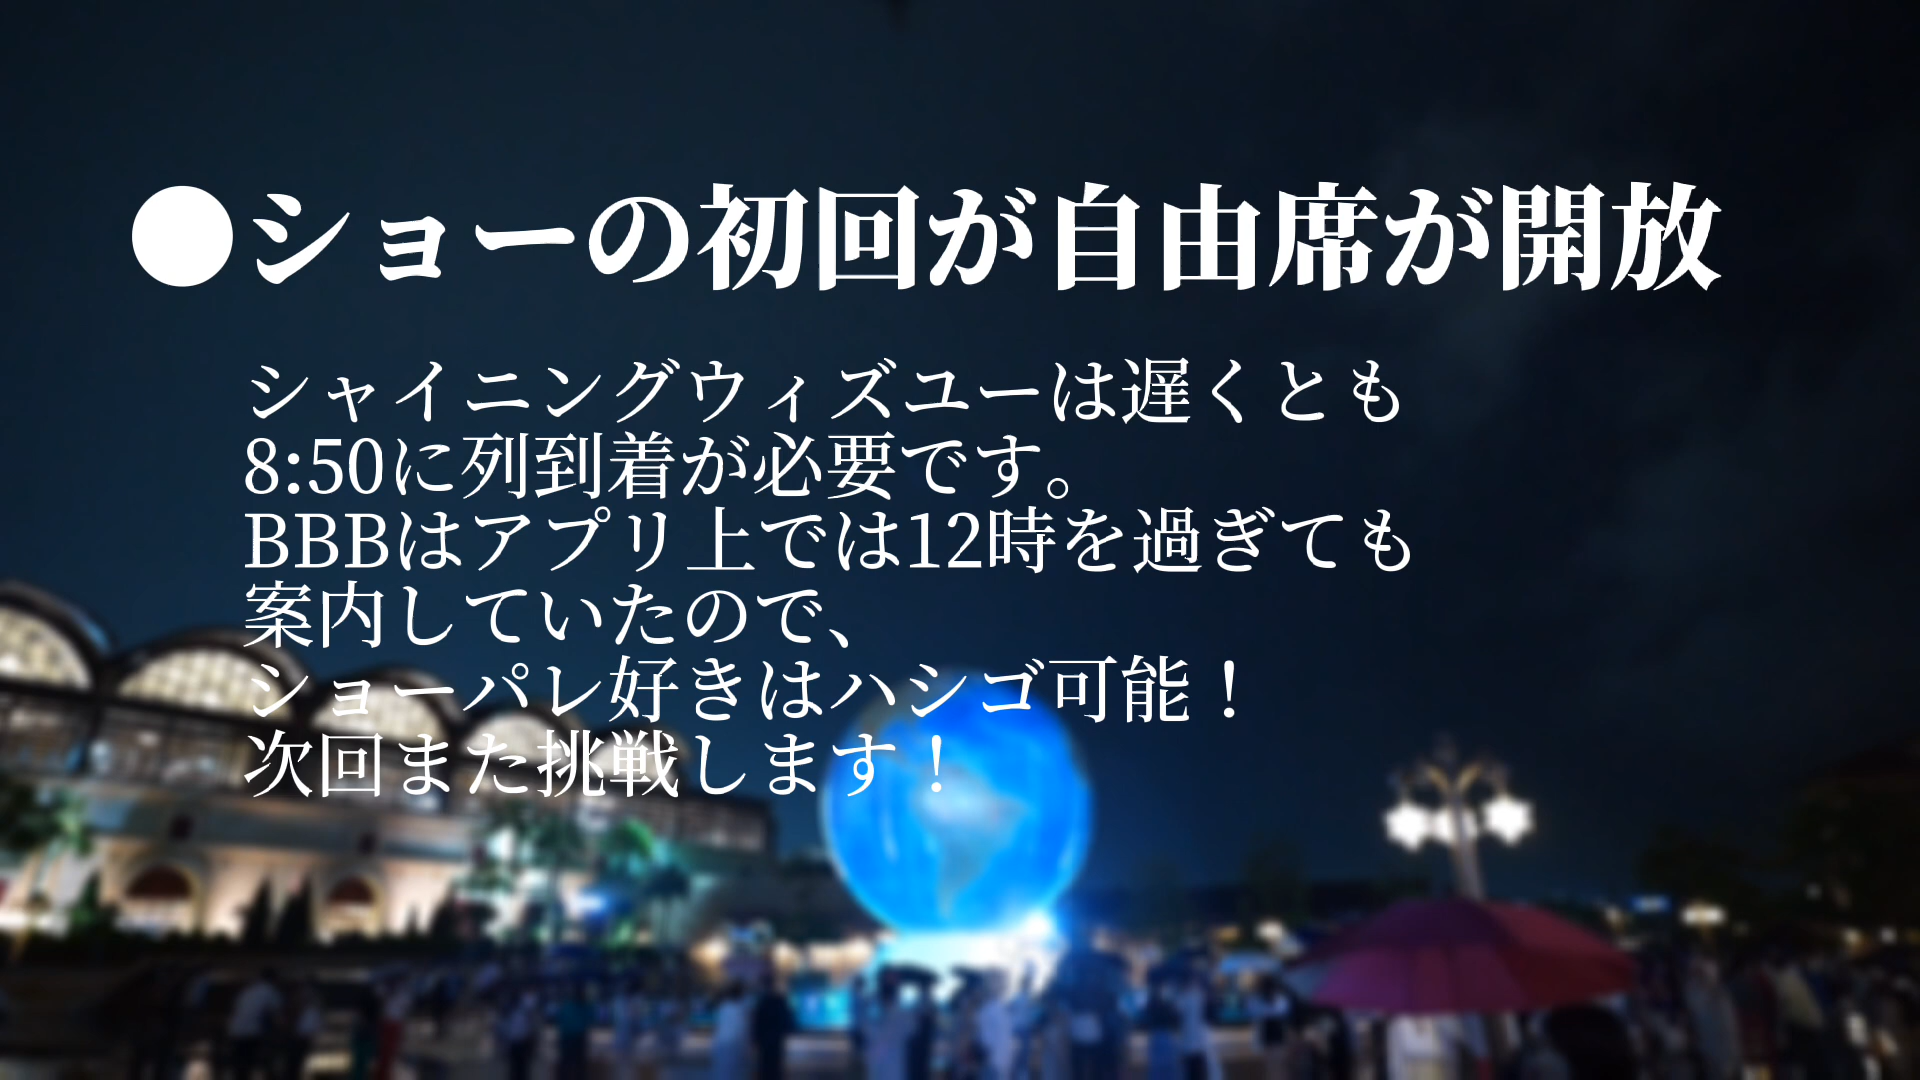 ●ショーの初回が自由席が開放
シャイニングウィズユーは遅くとも
8:50に列到着が必要です。
BBBはアプリ上では12時を過ぎても
案内していたので、
ショーパレ好きはハシゴ可能！
次回また挑戦します！